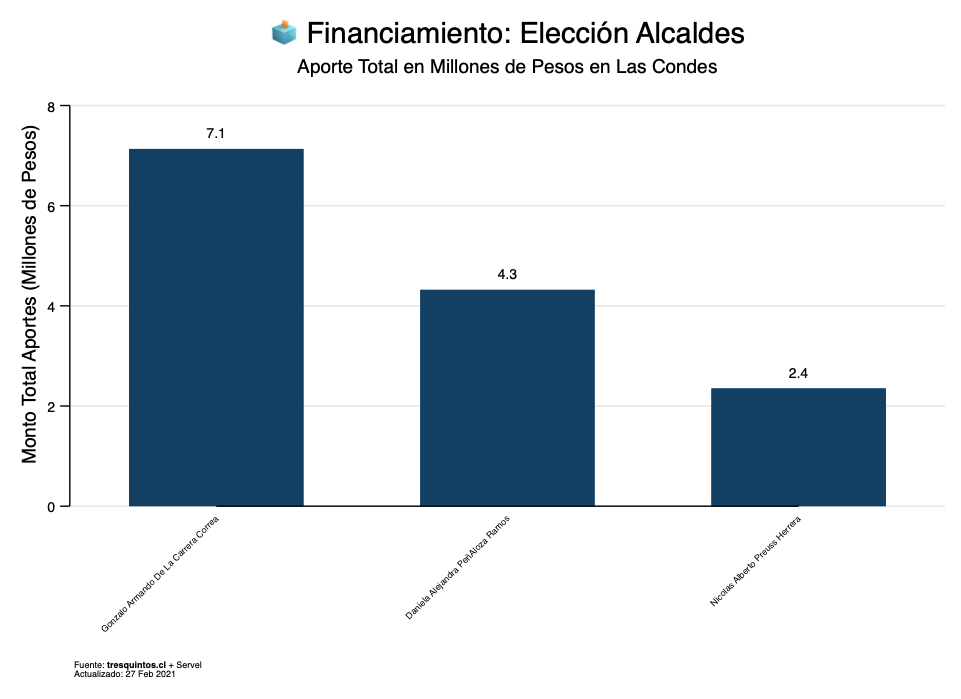 Financiamiento: Elección Alcaldes
Aporte Total en Millones de Pesos en Las Condes
Monto Total Aportes (Millones de Pesos)
8
6
4
2
0
7.1
4.3
2.4
Gonzalo Armando De La Carrera Correa
Daniela Alejandra PeñAloza Ramos
Nicolas Alberto Preuss Herrera
Fuente: tresquintos.cl + Servel
Actualizado: 27 Feb 2021